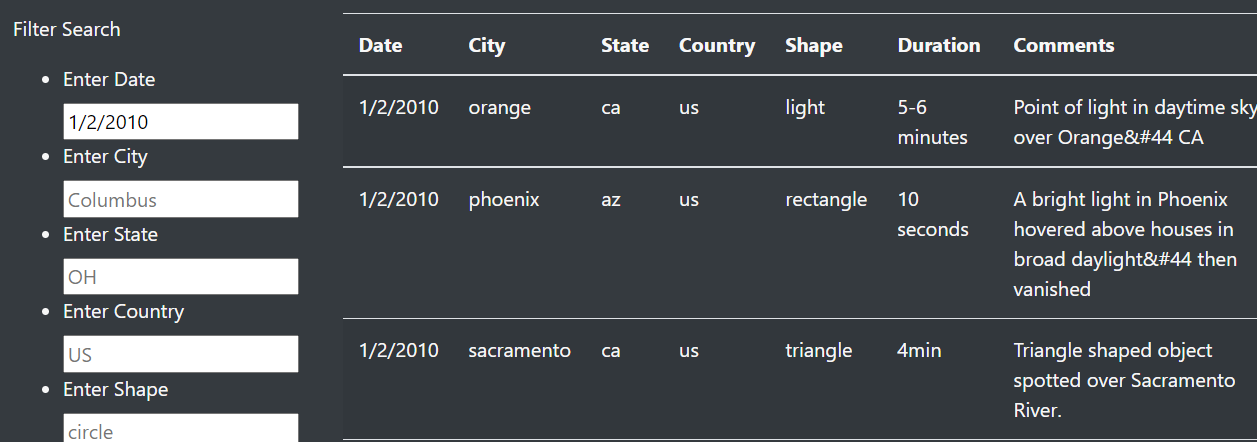 Filter Search
Enter Date
1/2/2010
Enter City
Columbus
Enter State
OH
Enter Country
US
Enter Shape
circle
Date City State Country Shape Duration Comments
1/2/2010 orange ca us light 5-6 Point of light in daytime sky
minutes over Orange&#44 CA
1/2/2010 phoenix az us rectangle 10 A bright light in Phoenix
seconds hovered above houses in
broad daylight&#44 then
vanished
1/2/2010 sacramento ca us triangle 4min Triangle shaped object
spotted over Sacramento
River.